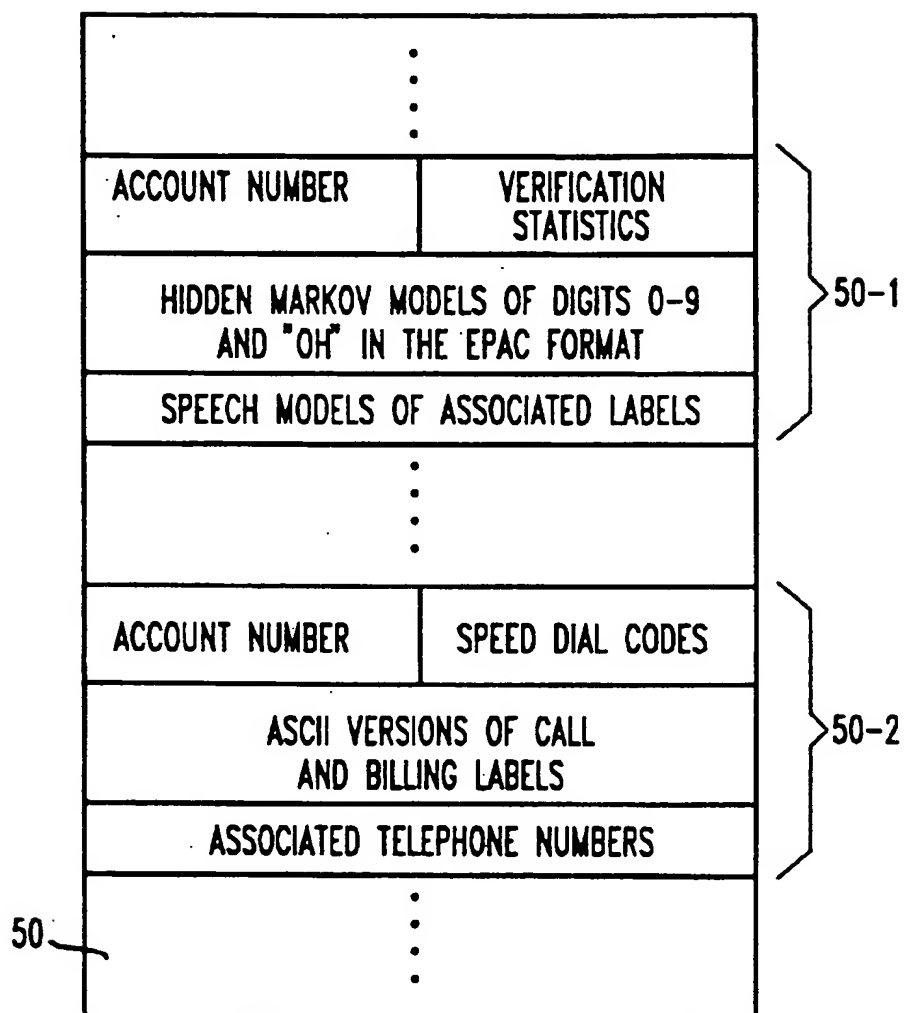 ACCOUNT NUMBER
VERIFICATION
STATISTICS
HIDDEN MARKOV MODELS OF DIGITS 0-9
AND "OH" IN THE EPAC FORMAT
SPEECH MODELS OF ASSOCIATED LABELS
50-1
ACCOUNT NUMBER
SPEED DIAL CODES
ASCII VERSIONS OF CALL
AND BILLING LABELS
ASSOCIATED TELEPHONE NUMBERS
50-2
50